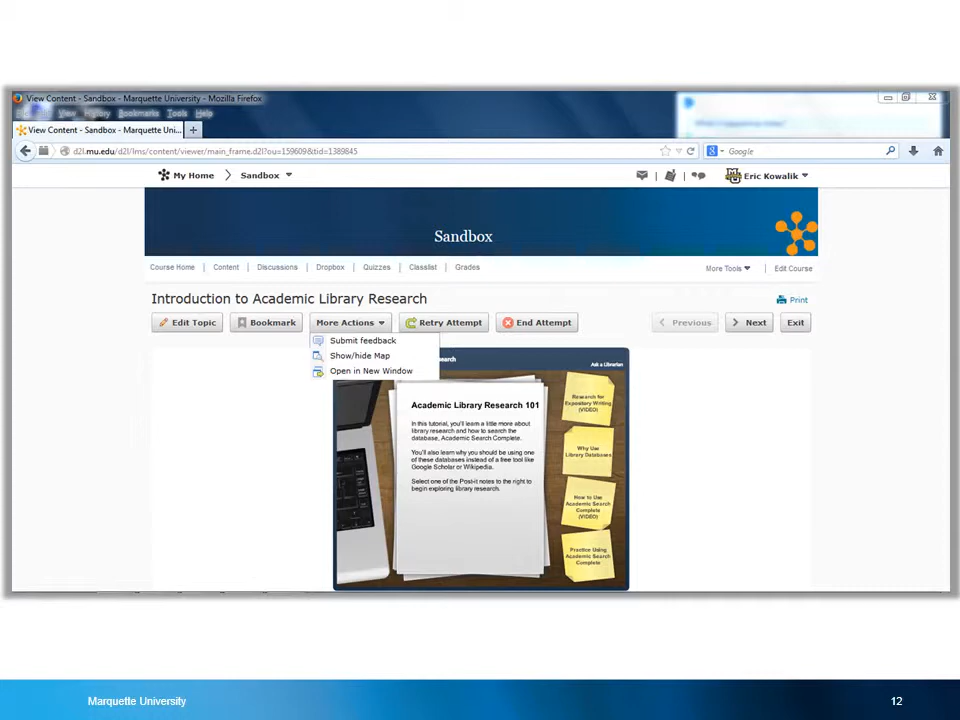 View Content - Sandbox - Marquette University - Mozilla Firefox
View History Bookmarks Tools Help
View Content - Sandbox - Marquette Uni... +
d2l.mu.edu/d2l/lms/content/viewer/main_frame.d2l?ou=159609&tid=1389845
Google
My Home
Sandbox
Eric Kowalik
Sandbox
Course Home | Content | Discussions | Dropbox | Quizzes | Classlist | Grades
More Tools | Edit Course
Introduction to Academic Library Research
Print
Edit Topic
Bookmark
More Actions
Retry Attempt
End Attempt
Previous
Next
Exit
Submit feedback
Show/hide Map
Open in New Window
Ask a Librarian
Academic Library Research 101
In this tutorial, you'll learn a little more about
library research and how to search the
database, Academic Search Complete.
You'll also learn why you should be using one
of these databases instead of a free tool like
Google Scholar or Wikipedia.
Select one of the Post-it notes to the right to
begin exploring library research.
Research for
Expository Writing
(VIDEO)
Why Use
Library Databases
How to Use
Academic Search
Complete
(VIDEO)
Practice Using
Academic Search
Complete
Marquette University
12